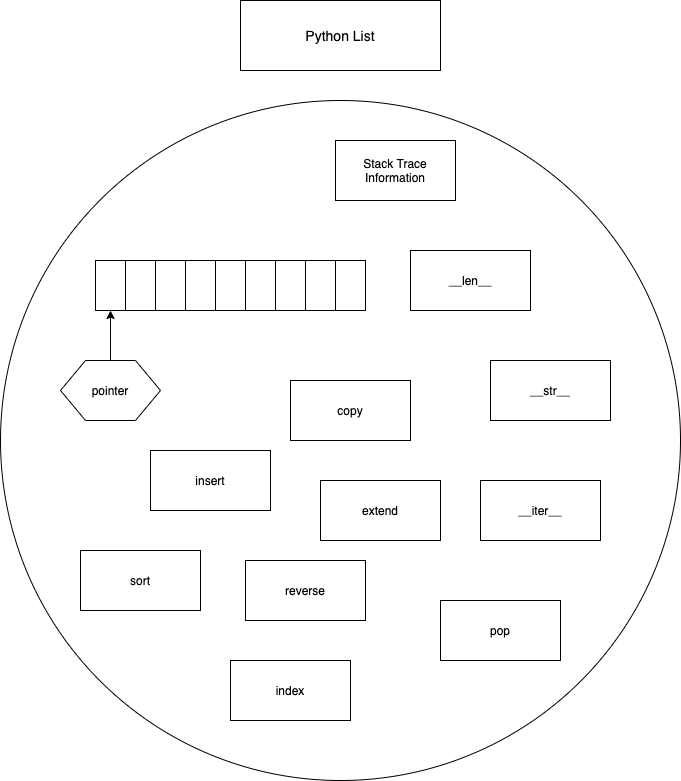 Python List
Stack Trace
Information
__len__
pointer
__str__
copy
insert
extend
__iter__
sort
reverse
pop
index